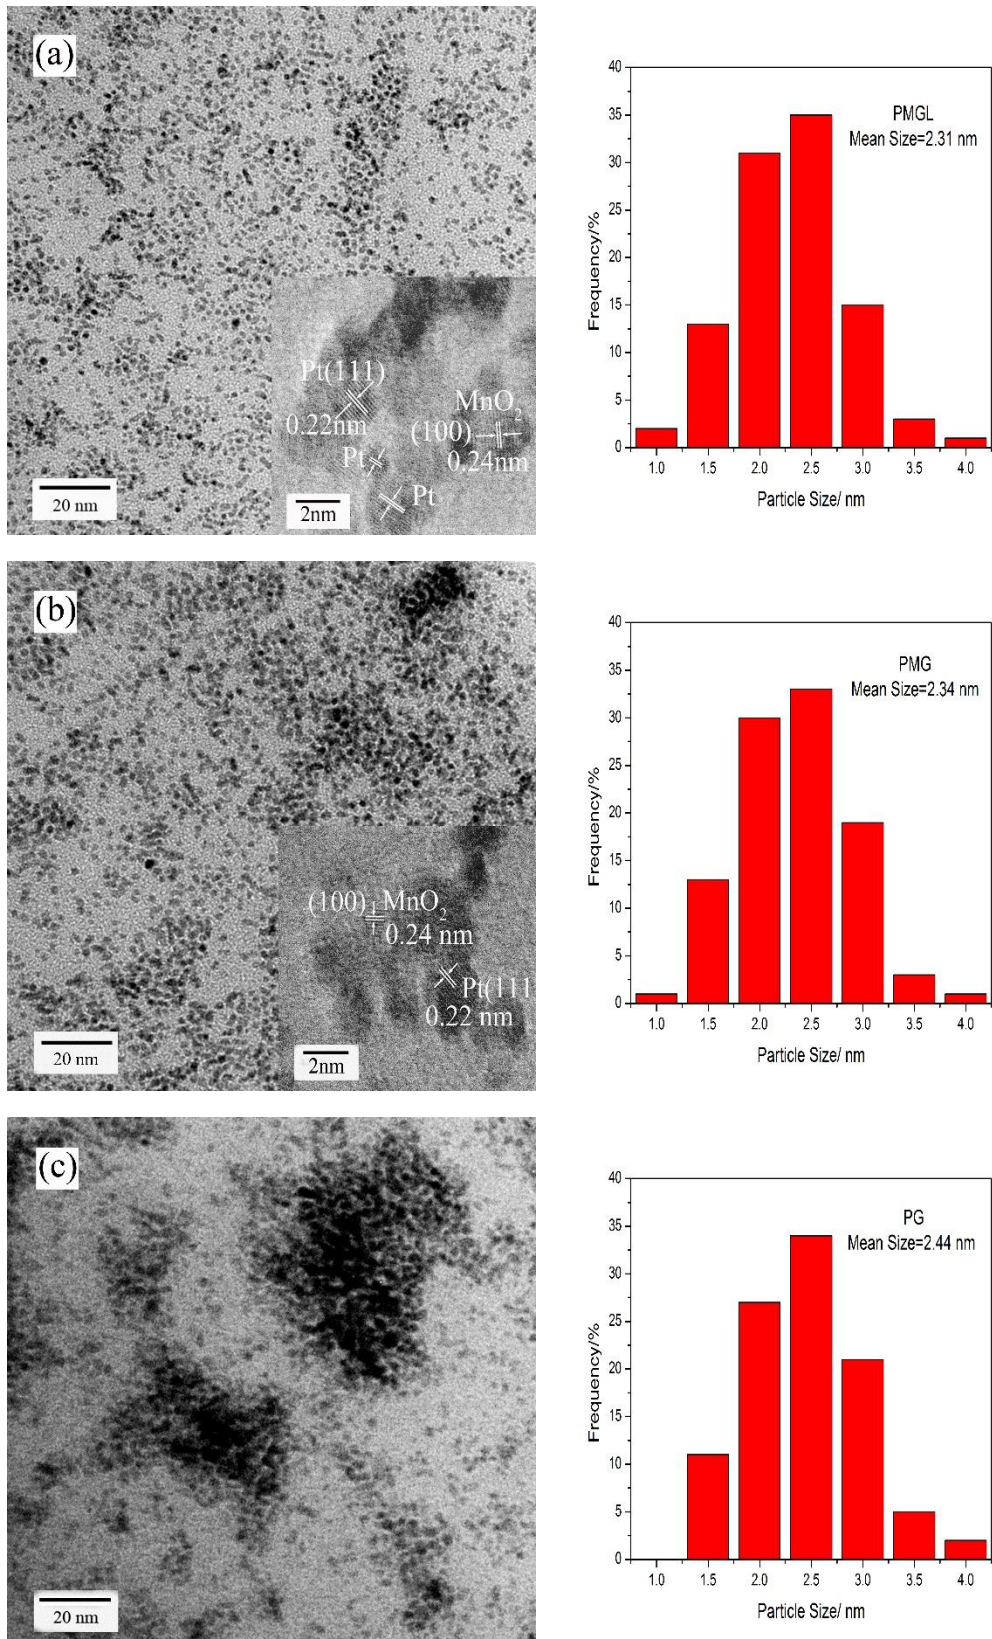 (a)
Pt(111)
0.22nm
MnO2
(100)
0.24nm
Pt
Pt
20 nm
2nm
40
35
30
25
20
15
10
5
0
Frequency/%
PMGL
Mean Size=2.31 nm
1.0 1.5 2.0 2.5 3.0 3.5 4.0
Particle Size/ nm
(b)
(100) MnO2
0.24 nm
Pt(111
0.22 nm
20 nm
2nm
40
30
20
10
0
Frequency/%
PMG
Mean Size=2.34 nm
1.0 1.5 2.0 2.5 3.0 3.5 4.0
Particle Size/ nm
(c)
20 nm
40
35
30
25
20
15
10
5
0
Frequency/%
PG
Mean Size=2.44 nm
1.0 1.5 2.0 2.5 3.0 3.5 4.0
Particle Size/ nm